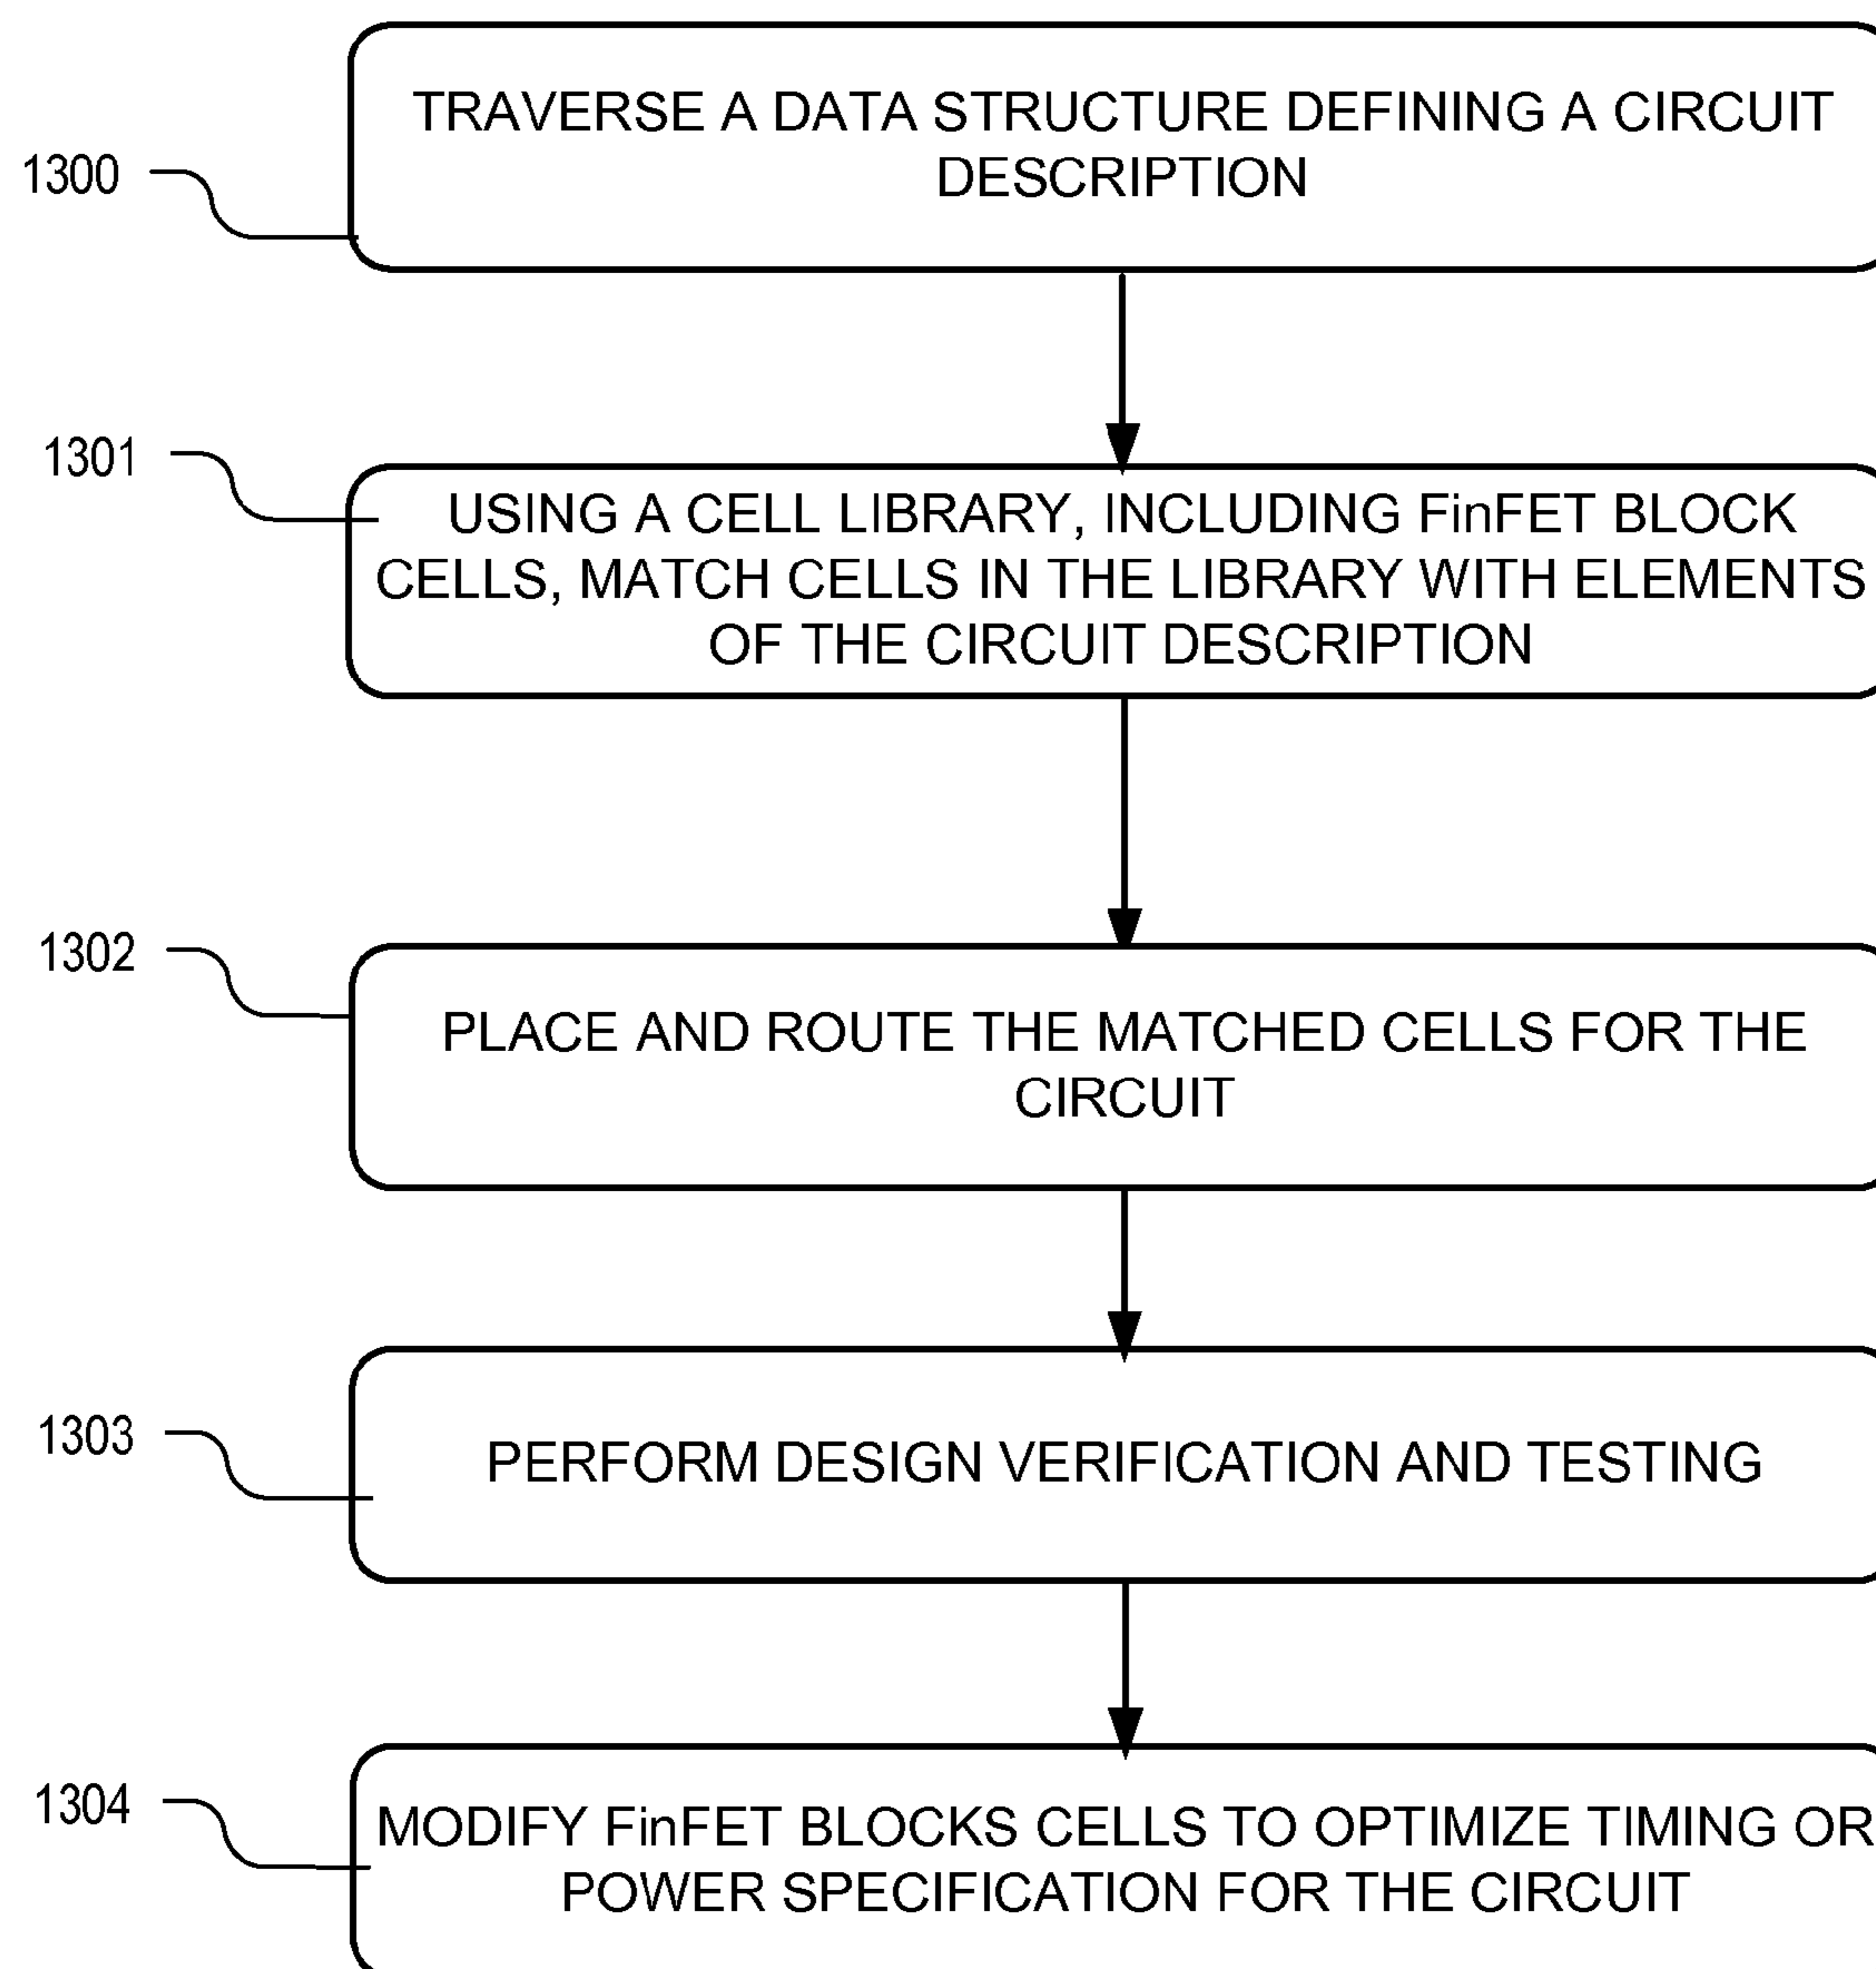 TRAVERSE A DATA STRUCTURE DEFINING A CIRCUIT
DESCRIPTION
1300
1301
USING A CELL LIBRARY, INCLUDING FinFET BLOCK
CELLS, MATCH CELLS IN THE LIBRARY WITH ELEMENTS
OF THE CIRCUIT DESCRIPTION
1302
PLACE AND ROUTE THE MATCHED CELLS FOR THE
CIRCUIT
1303
PERFORM DESIGN VERIFICATION AND TESTING
1304
MODIFY FinFET BLOCKS CELLS TO OPTIMIZE TIMING OR
POWER SPECIFICATION FOR THE CIRCUIT